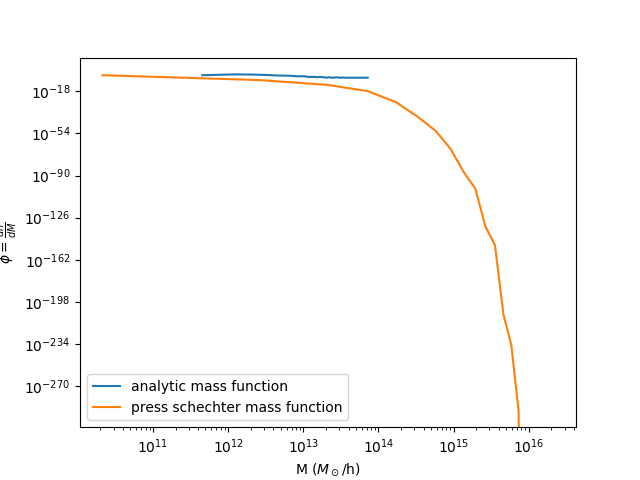 10^−18
10^−54
10^−90
10^−126
10^−162
10^−198
10^−234
10^−270
ϕ = dn/dM
analytic mass function
press schechter mass function
10^11 10^12 10^13 10^14 10^15 10^16
M (M_⊙/h)